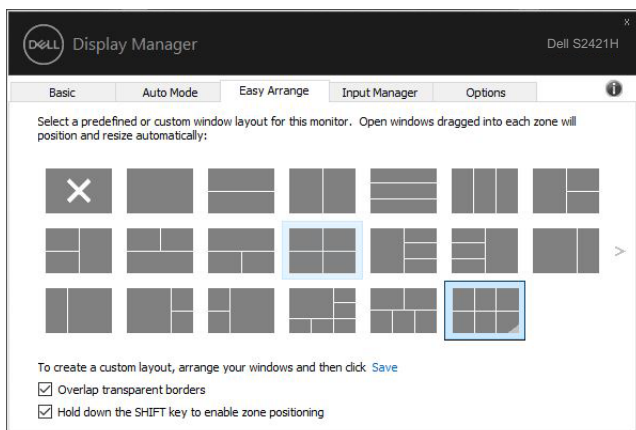 x
DELL Display Manager Dell S2421H
Basic Auto Mode Easy Arrange Input Manager Options
Select a predefined or custom window layout for this monitor. Open windows dragged into each zone will
position and resize automatically:
To create a custom layout, arrange your windows and then click Save
Overlap transparent borders
Hold down the SHIFT key to enable zone positioning